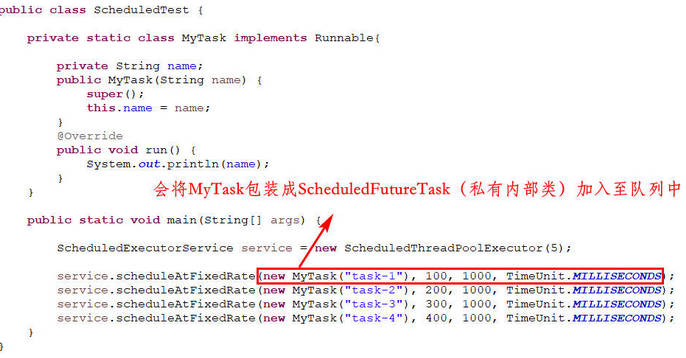 public class ScheduledTest {
private static class MyTask implements Runnable{
private String name;
public MyTask(String name) {
super();
this.name = name;
}
@Override
public void run() {
System.out.println(name);
}
}
会将MyTask包装成ScheduledFutureTask（私有内部类）加入至队列中
public static void main(String[] args) {
ScheduledExecutorService service = new ScheduledThreadPoolExecutor(5);
service.scheduleAtFixedRate(new MyTask("task-1"), 100, 1000, TimeUnit.MILLISECONDS);
service.scheduleAtFixedRate(new MyTask("task-2"), 200, 1000, TimeUnit.MILLISECONDS);
service.scheduleAtFixedRate(new MyTask("task-3"), 300, 1000, TimeUnit.MILLISECONDS);
service.scheduleAtFixedRate(new MyTask("task-4"), 400, 1000, TimeUnit.MILLISECONDS);
}
}